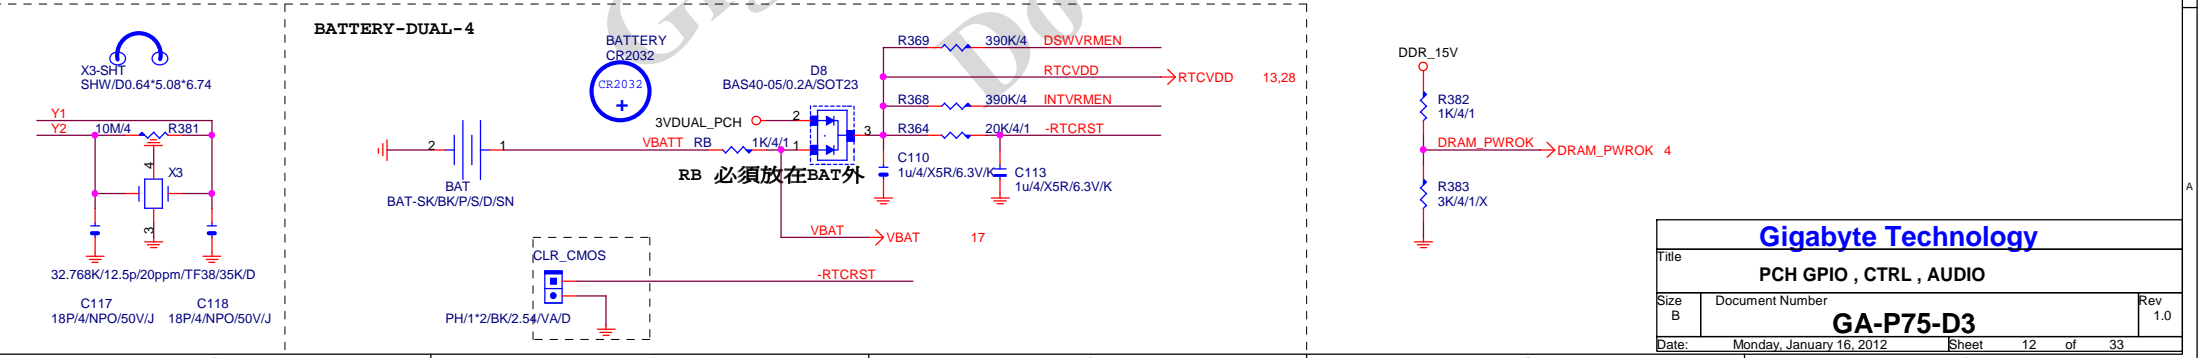 BATTERY-DUAL-4
X3-SHT
SHW/D0.64*5.08*6.74
Y1
Y2
10M/4
R381
4
X3
3
32.768K/12.5p/20ppm/TF38/35K/D
C117
18P/4/NPO/50V/J
C118
18P/4/NPO/50V/J
BATTERY
CR2032
CR2032
+
D8
BAS40-05/0.2A/SOT23
3VDUAL_PCH
2
VBATT
RB
1K/4/1
1
3
2
1
BAT
BAT-SK/BK/P/S/D/SN
RB 必須放在BAT外
R369
390K/4
DSWVRMEN
RTCVDD
RTCVDD
13,28
R368
390K/4
INTVRMEN
R364
20K/4/1
-RTCRST
C110
1u/4/X5R/6.3V/K
C113
1u/4/X5R/6.3V/K
VBAT
VBAT
17
CLR_CMOS
-RTCRST
PH/1*2/BK/2.54/VA/D
DDR_15V
R382
1K/4/1
DRAM_PWROK
DRAM_PWROK
4
R383
3K/4/1/X
A
Gigabyte Technology
Title
PCH GPIO , CTRL , AUDIO
Size
B
Document Number
GA-P75-D3
Rev
1.0
Date:
Monday, January 16, 2012
Sheet
12
of
33